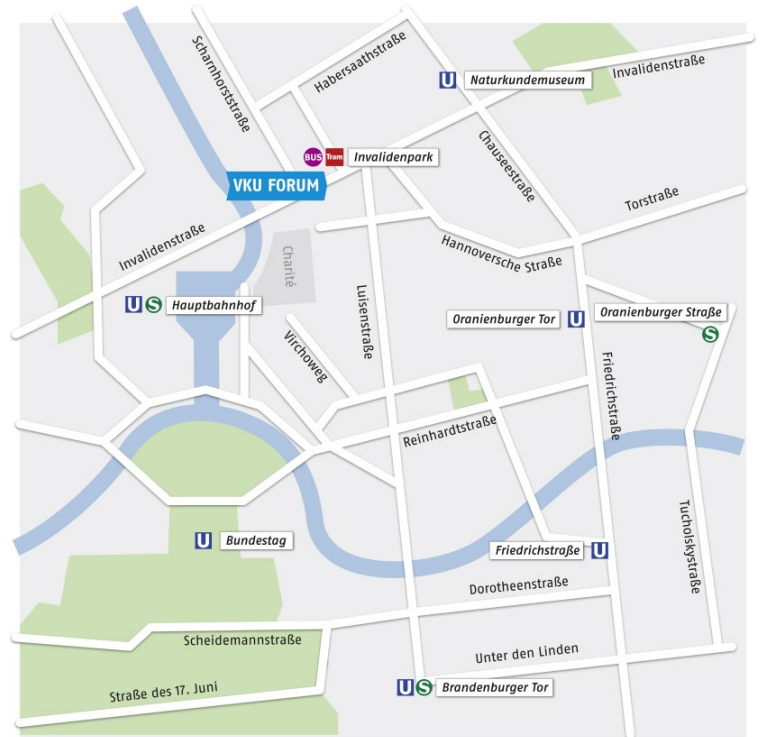 Scharnhorststraße
Habersaathstraße
U Naturkundemuseum
Invalidenstraße
BUS Tram Invalidenpark
Chauseestraße
VKU FORUM
Torstraße
Invalidenstraße
Hannoversche Straße
Charité
U S Hauptbahnhof
Luisenstraße
Oranienburger Tor U
Oranienburger Straße
S
Virchoweg
Friedrichstraße
Reinhardtstraße
Tucholskystraße
U Bundestag
Friedrichstraße U
Dorotheenstraße
Scheidemannstraße
Unter den Linden
Straße des 17. Juni
U S Brandenburger Tor